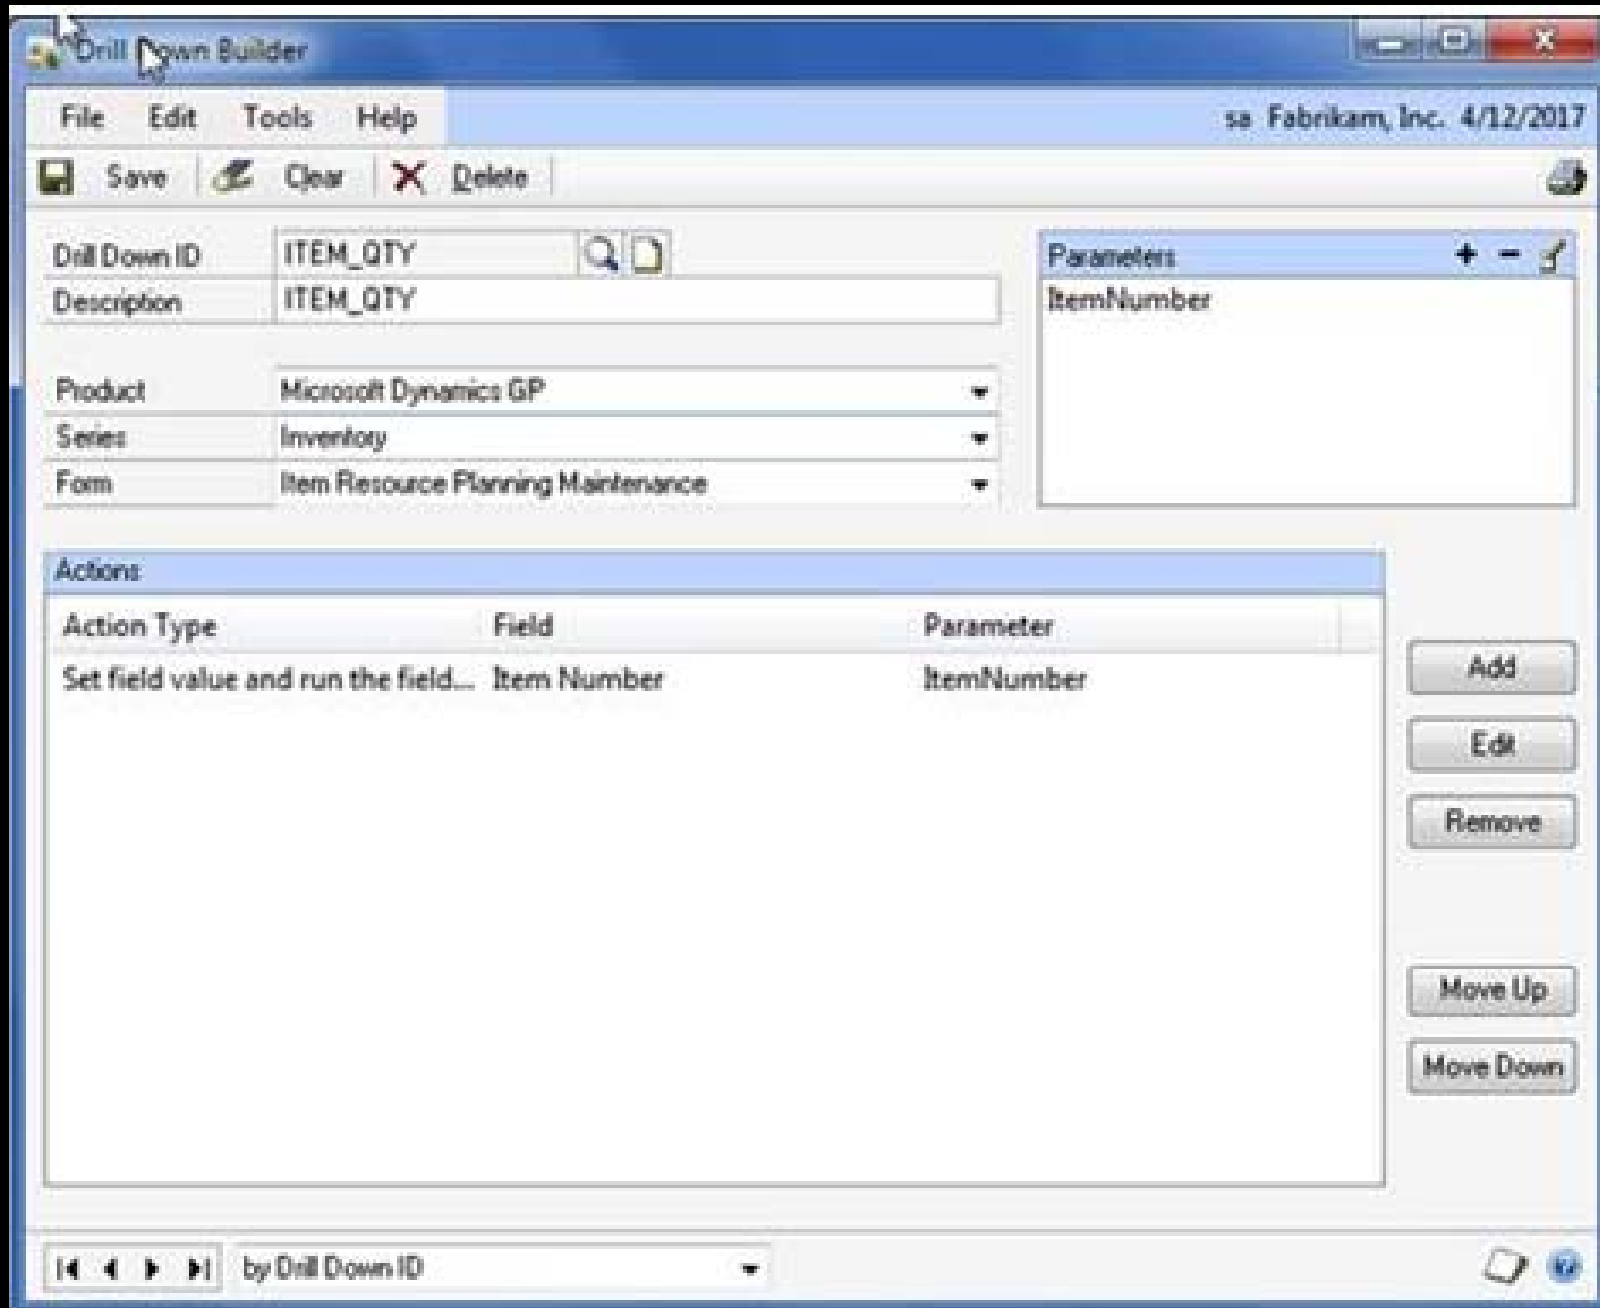 Drill Down Builder
File Edit Tools Help sa Fabrikam, Inc. 4/12/2017
Save Clear Delete
Drill Down ID ITEM_QTY
Description ITEM_QTY
Parameters
ItemNumber
Product Microsoft Dynamics GP
Series Inventory
Form Item Resource Planning Maintenance
Actions
Action Type Field Parameter
Set field value and run the field... Item Number ItemNumber
Add
Edit
Remove
Move Up
Move Down
by Drill Down ID